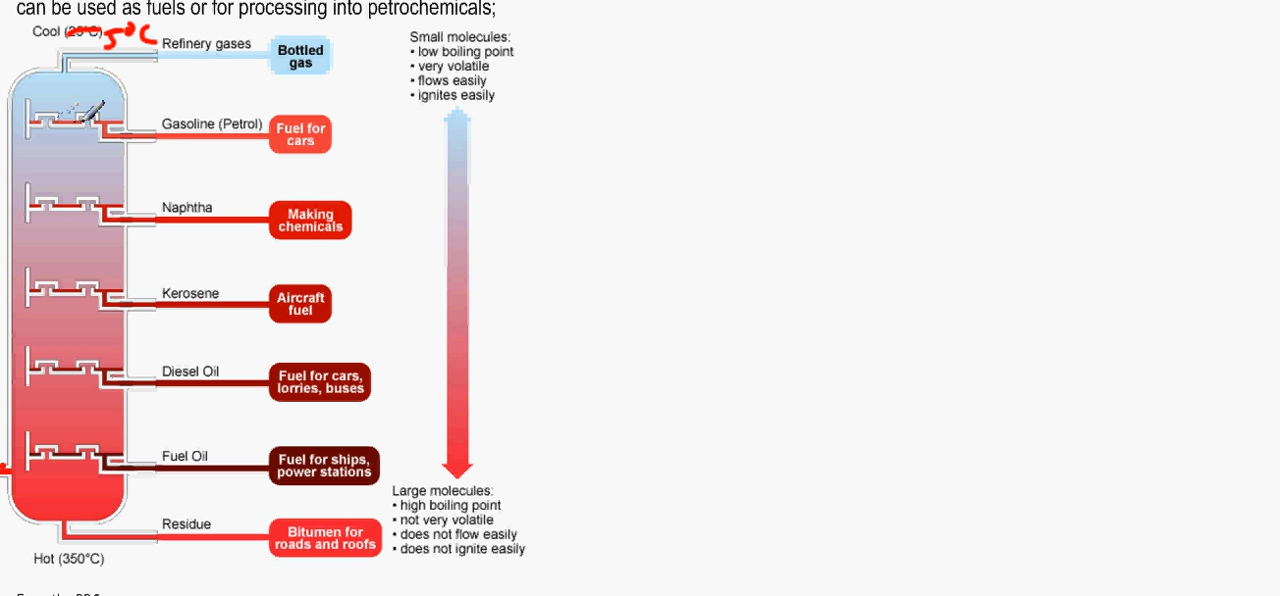 can be used as fuels or for processing into petrochemicals;
Cool (25°C) 5°C
Refinery gases
Bottled
gas
Gasoline (Petrol)
Fuel for
cars
Naphtha
Making
chemicals
Kerosene
Aircraft
fuel
Diesel Oil
Fuel for cars,
lorries, buses
Fuel Oil
Fuel for ships,
power stations
Residue
Bitumen for
roads and roofs
Hot (350°C)
Small molecules:
• low boiling point
• very volatile
• flows easily
• ignites easily
Large molecules:
• high boiling point
• not very volatile
• does not flow easily
• does not ignite easily